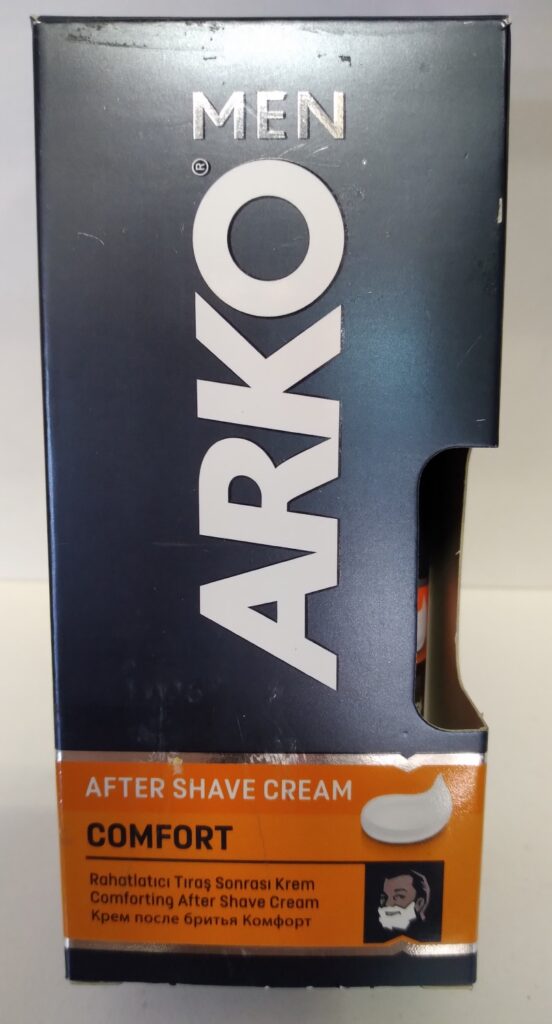 MEN
ARKO®
AFTER SHAVE CREAM
COMFORT
Rahatlatıcı Tıraş Sonrası Krem
Comforting After Shave Cream
Крем после бритья Комфорт